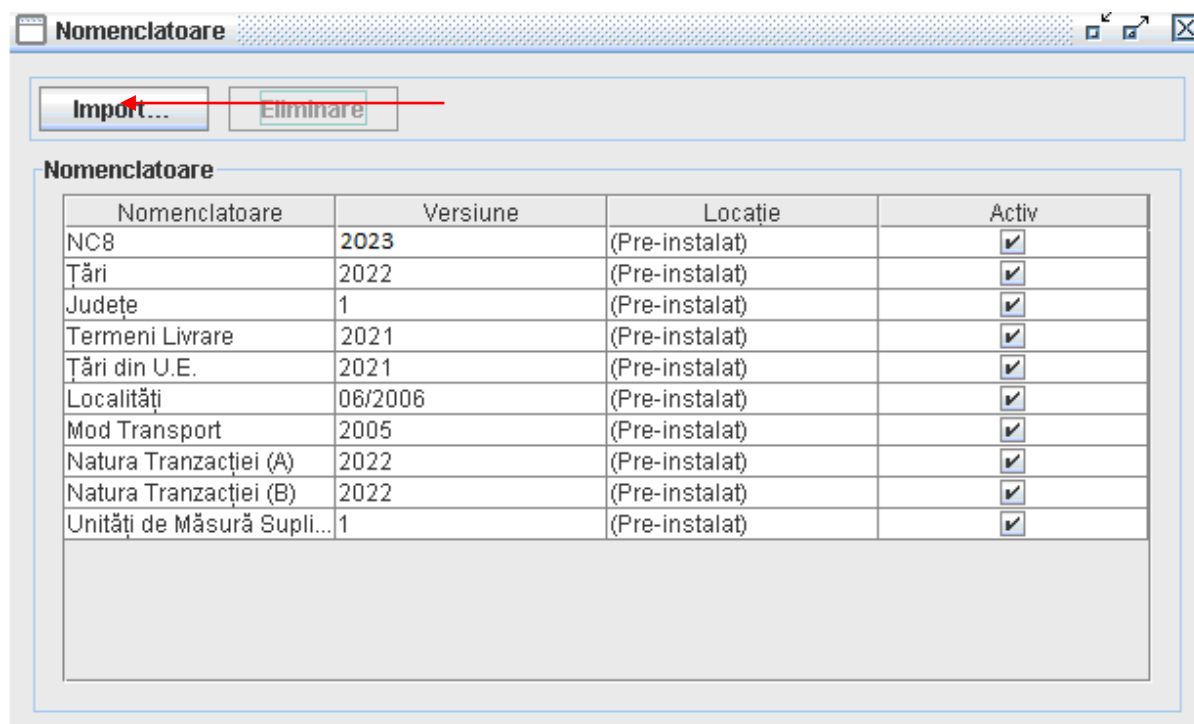 Nomenclatoare
Import... Eliminare
Nomenclatoare
Nomenclatoare Versiune Locație Activ
NC8 2023 (Pre-instalat)
Țări 2022 (Pre-instalat)
Județe 1 (Pre-instalat)
Termeni Livrare 2021 (Pre-instalat)
Țări din U.E. 2021 (Pre-instalat)
Localități 06/2006 (Pre-instalat)
Mod Transport 2005 (Pre-instalat)
Natura Tranzacției (A) 2022 (Pre-instalat)
Natura Tranzacției (B) 2022 (Pre-instalat)
Unități de Măsură Supli... 1 (Pre-instalat)